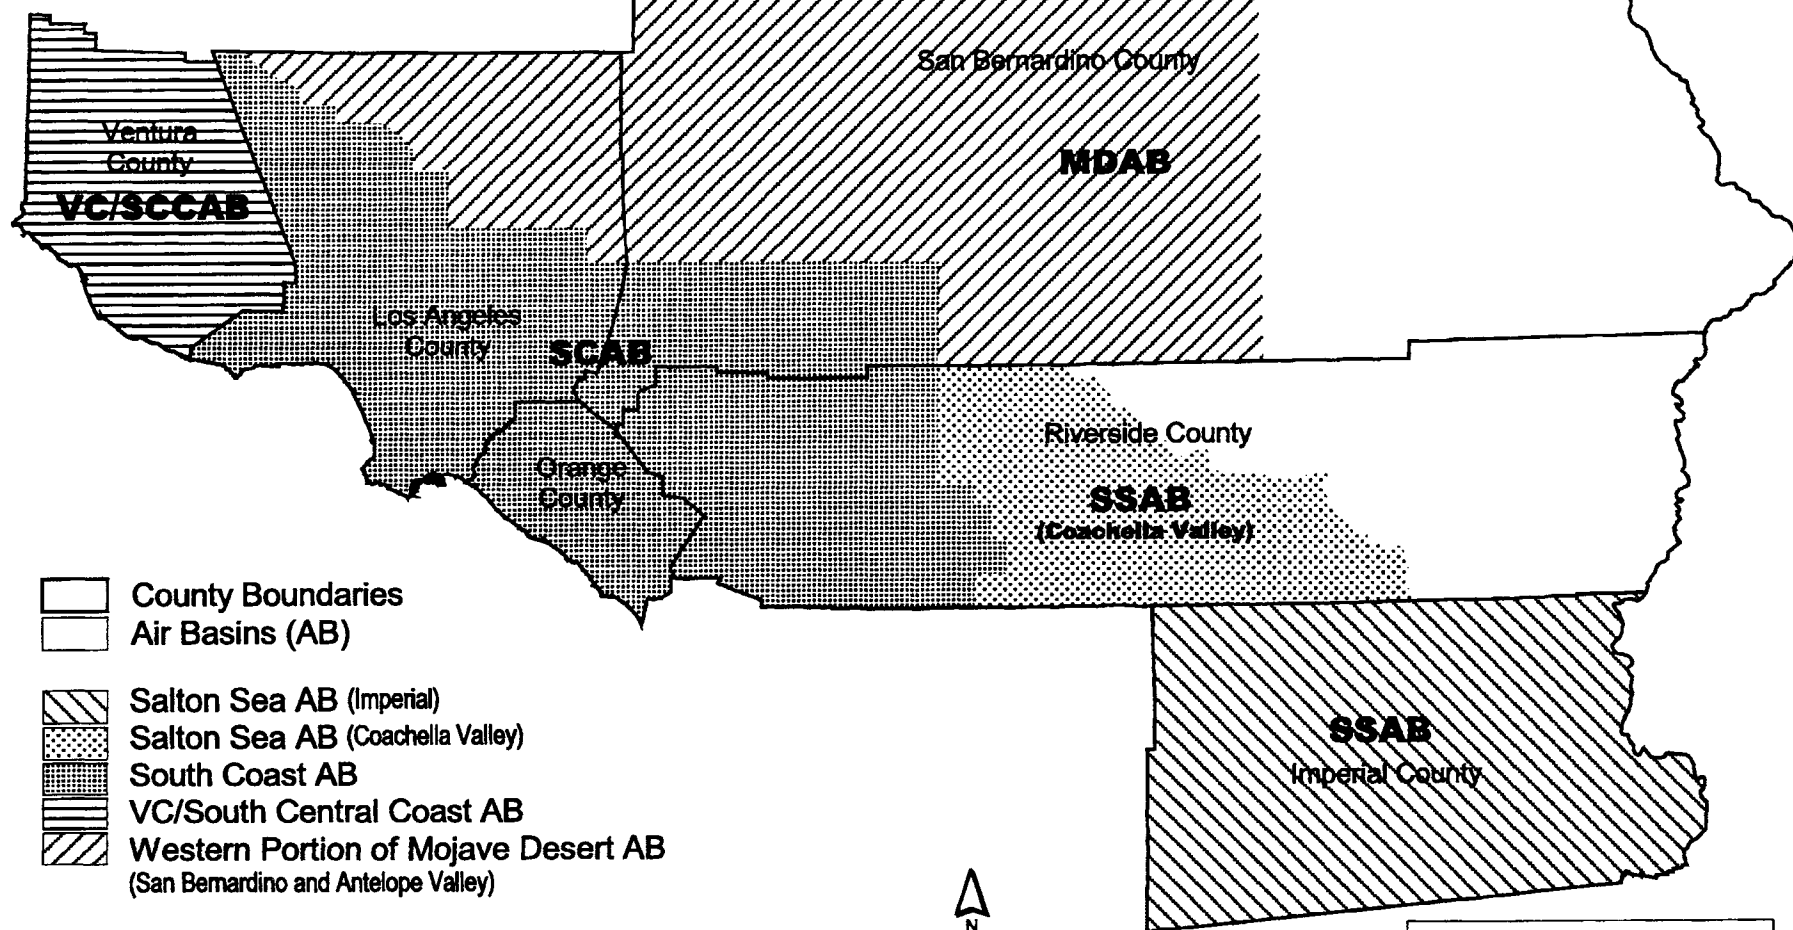 San Bernardino County
Ventura
County
MDAB
VC/SCCAB
Los Angeles
County
SCAB
Riverside County
Orange
County
SSAB
(Coachella Valley)
County Boundaries
Air Basins (AB)
Salton Sea AB (Imperial)
Salton Sea AB (Coachella Valley)
South Coast AB
VC/South Central Coast AB
Western Portion of Mojave Desert AB
(San Bernardino and Antelope Valley)
SSAB
Imperial County
N